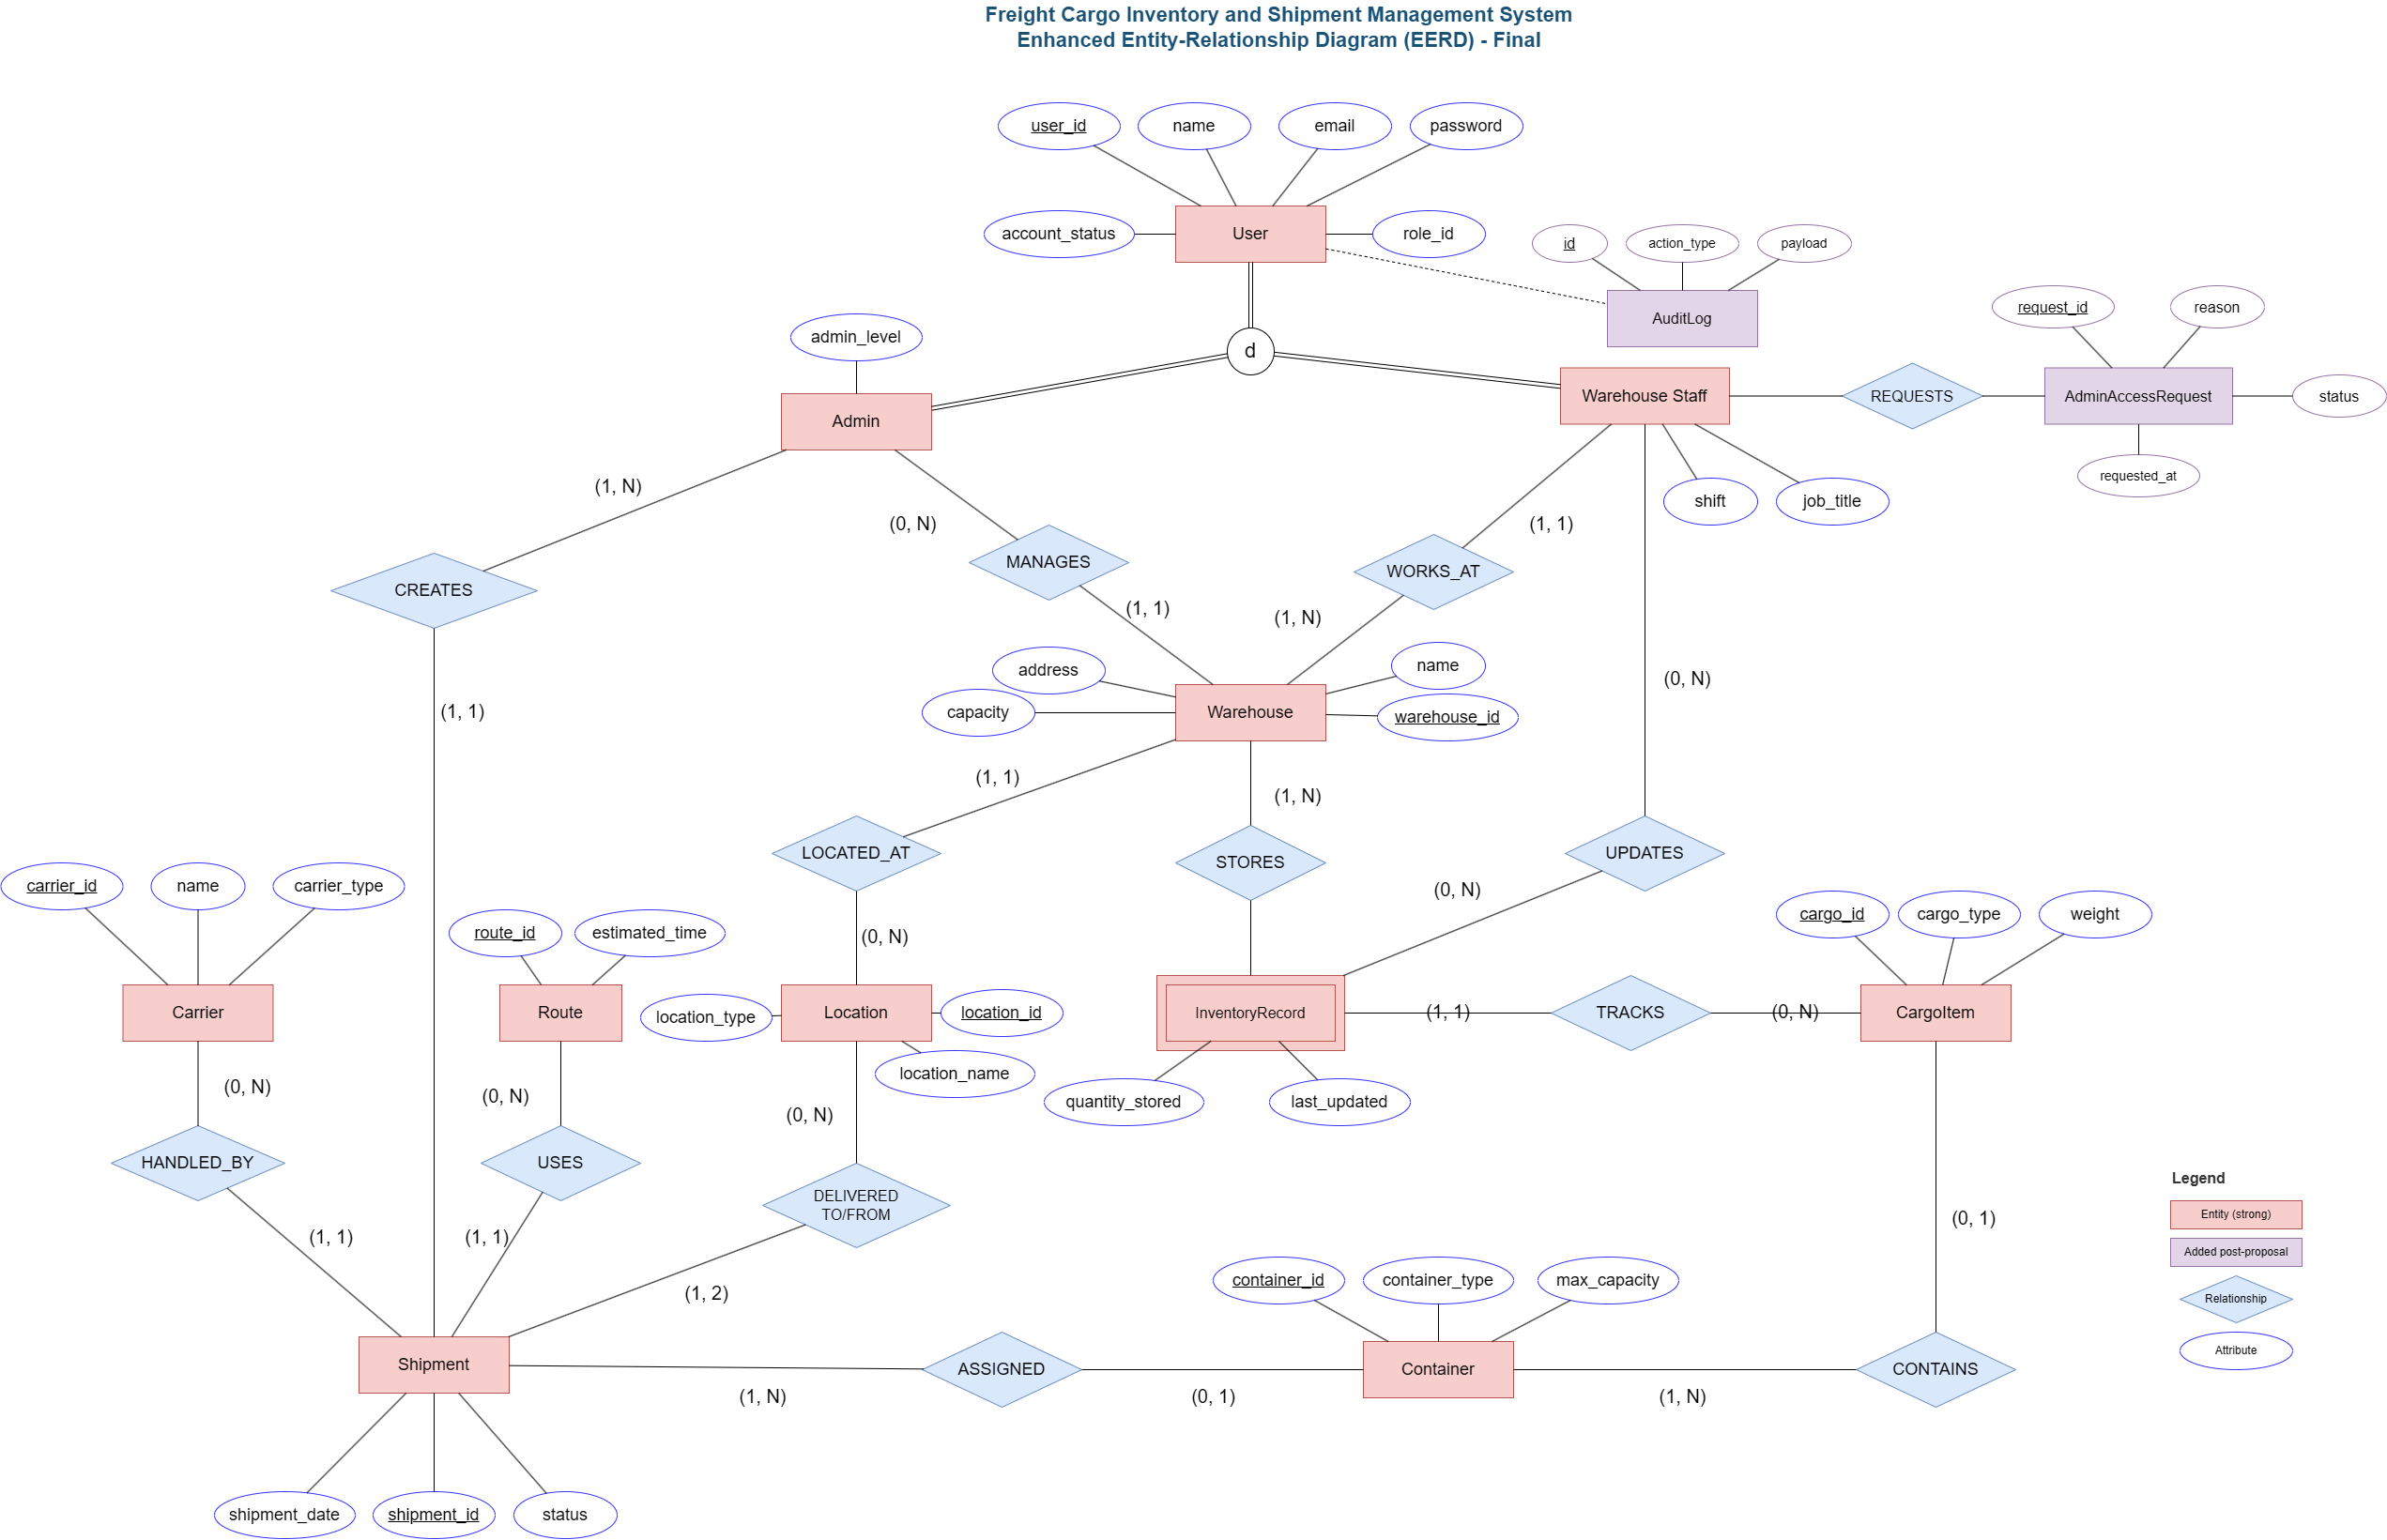 Freight Cargo Inventory and Shipment Management System
Enhanced Entity-Relationship Diagram (EERD) - Final
user_id
name
email
password
account_status
User
role_id
id
action_type
payload
AuditLog
request_id
reason
admin_level
d
Admin
Warehouse Staff
REQUESTS
AdminAccessRequest
status
requested_at
shift
job_title
(1, N)
(0, N)
(1, 1)
CREATES
MANAGES
WORKS_AT
(1, 1)
(1, N)
address
name
(0, N)
capacity
Warehouse
warehouse_id
(1, 1)
(1, 1)
(1, N)
LOCATED_AT
STORES
UPDATES
carrier_id
name
carrier_type
(0, N)
route_id
estimated_time
(0, N)
cargo_id
cargo_type
weight
Carrier
Route
location_type
Location
location_id
InventoryRecord
(1, 1)
TRACKS
(0, N)
CargoItem
location_name
(0, N)
(0, N)
(0, N)
quantity_stored
last_updated
HANDLED_BY
USES
DELIVERED
TO/FROM
Legend
Entity (strong)
(1, 1)
(1, 1)
(0, 1)
Added post-proposal
(1, 2)
container_id
container_type
max_capacity
Relationship
Attribute
Shipment
ASSIGNED
Container
CONTAINS
(1, N)
(0, 1)
(1, N)
shipment_date
shipment_id
status